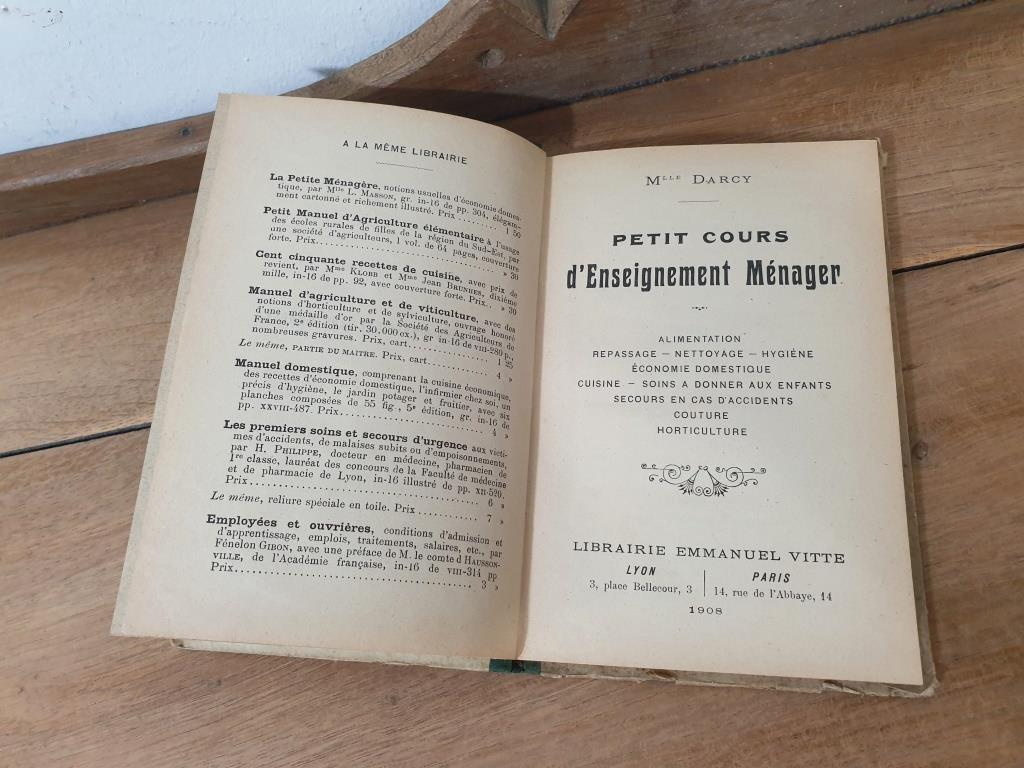 A LA MÊME LIBRAIRIE
La Petite Ménagère, notions usuelles d'économie domes-
tique, par Mlle L. MASSON, gr. in-16 de pp. 304, élégam-
ment cartonné et richement illustré. Prix.......... 1 50
Petit Manuel d'Agriculture élémentaire à l'usage
des écoles rurales de filles de la région du Sud-Est, par
une société d'agriculteurs, 1 vol. de 64 pages, couverture
forte. Prix.......... » 30
Cent cinquante recettes de cuisine, avec prix de
revient, par Mme KLOBB et Mme Jean BRUNHES, dixième
mille, in-16 de pp. 92, avec couverture forte. Prix.. » 30
Manuel d'agriculture et de viticulture, avec des
notions d'horticulture et de sylviculture, ouvrage honoré
d'une médaille d'or par la Société des Agriculteurs de
France, 2e édition (tir. 30.000 ex.), gr in-16 de VIII-280 p.,
nombreuses gravures. Prix, cart.......... 1 25
Le même, PARTIE DU MAITRE. Prix, cart.......... 4 »
Manuel domestique, comprenant la cuisine économique,
des recettes d'économie domestique, l'infirmier chez soi, un
précis d'hygiène, le jardin potager et fruitier, avec six
planches composées de 55 fig, 5e édition, gr. in-16 de
pp. XXVIII-487. Prix.......... 4 »
Les premiers soins et secours d'urgence aux victi-
mes d'accidents, de malaises subits ou d'empoisonnements,
par H. PHILIPPE, docteur en médecine, pharmacien de
1re classe, lauréat des concours de la Faculté de médecine
et de pharmacie de Lyon, in-16 illustré de pp. XII-520.
Prix.......... 6 »
Le même, reliure spéciale en toile. Prix.......... 7 »
Employées et ouvrières, conditions d'admission et
d'apprentissage, emplois, traitements, salaires, etc., par
Fénelon GIBON, avec une préface de M. le comte d'HAUSSON-
VILLE, de l'Académie française, in-16 de VIII-314 pp
Prix.......... 3 »
MLLE DARCY
PETIT COURS
d'Enseignement Ménager
ALIMENTATION
REPASSAGE — NETTOYAGE — HYGIÈNE
ÉCONOMIE DOMESTIQUE
CUISINE — SOINS A DONNER AUX ENFANTS
SECOURS EN CAS D'ACCIDENTS
COUTURE
HORTICULTURE
LIBRAIRIE EMMANUEL VITTE
LYON
3, place Bellecour, 3
PARIS
14, rue de l'Abbaye, 14
1908